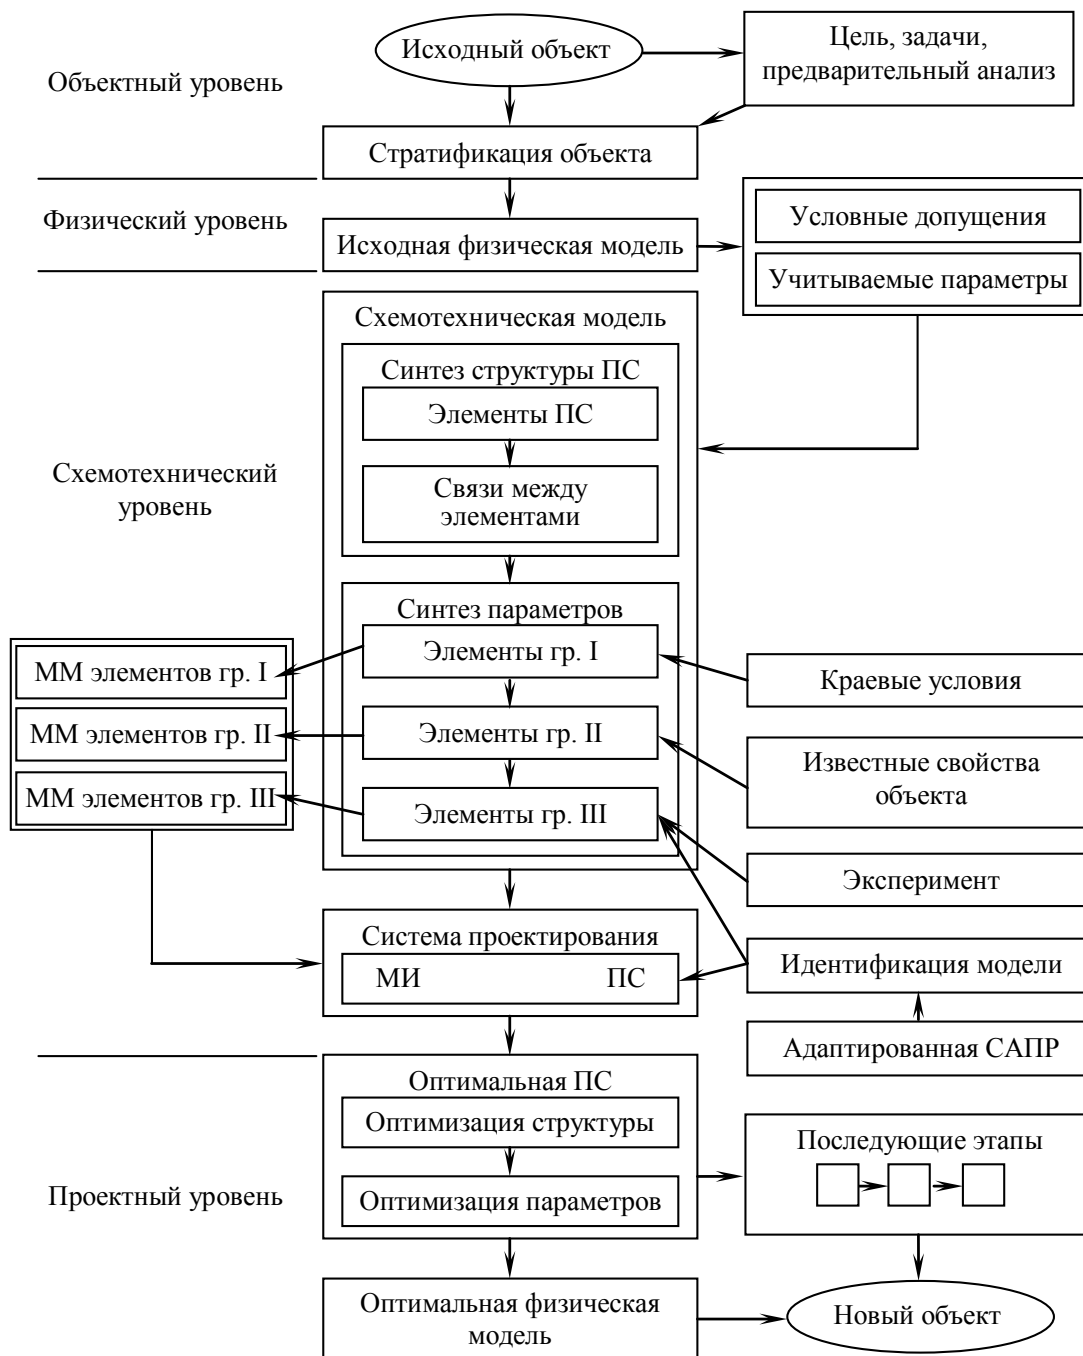 Исходный объект
Цель, задачи,
предварительный анализ
Объектный уровень
Стратификация объекта
Физический уровень
Исходная физическая модель
Условные допущения
Учитываемые параметры
Схемотехническая модель
Синтез структуры ПС
Элементы ПС
Связи между
элементами
Схемотехнический
уровень
Синтез параметров
Элементы гр. I
Элементы гр. II
Элементы гр. III
ММ элементов гр. I
ММ элементов гр. II
ММ элементов гр. III
Краевые условия
Известные свойства
объекта
Эксперимент
Идентификация модели
Адаптированная САПР
Система проектирования
МИ ПС
Проектный уровень
Оптимальная ПС
Оптимизация структуры
Оптимизация параметров
Последующие этапы
Оптимальная физическая
модель
Новый объект